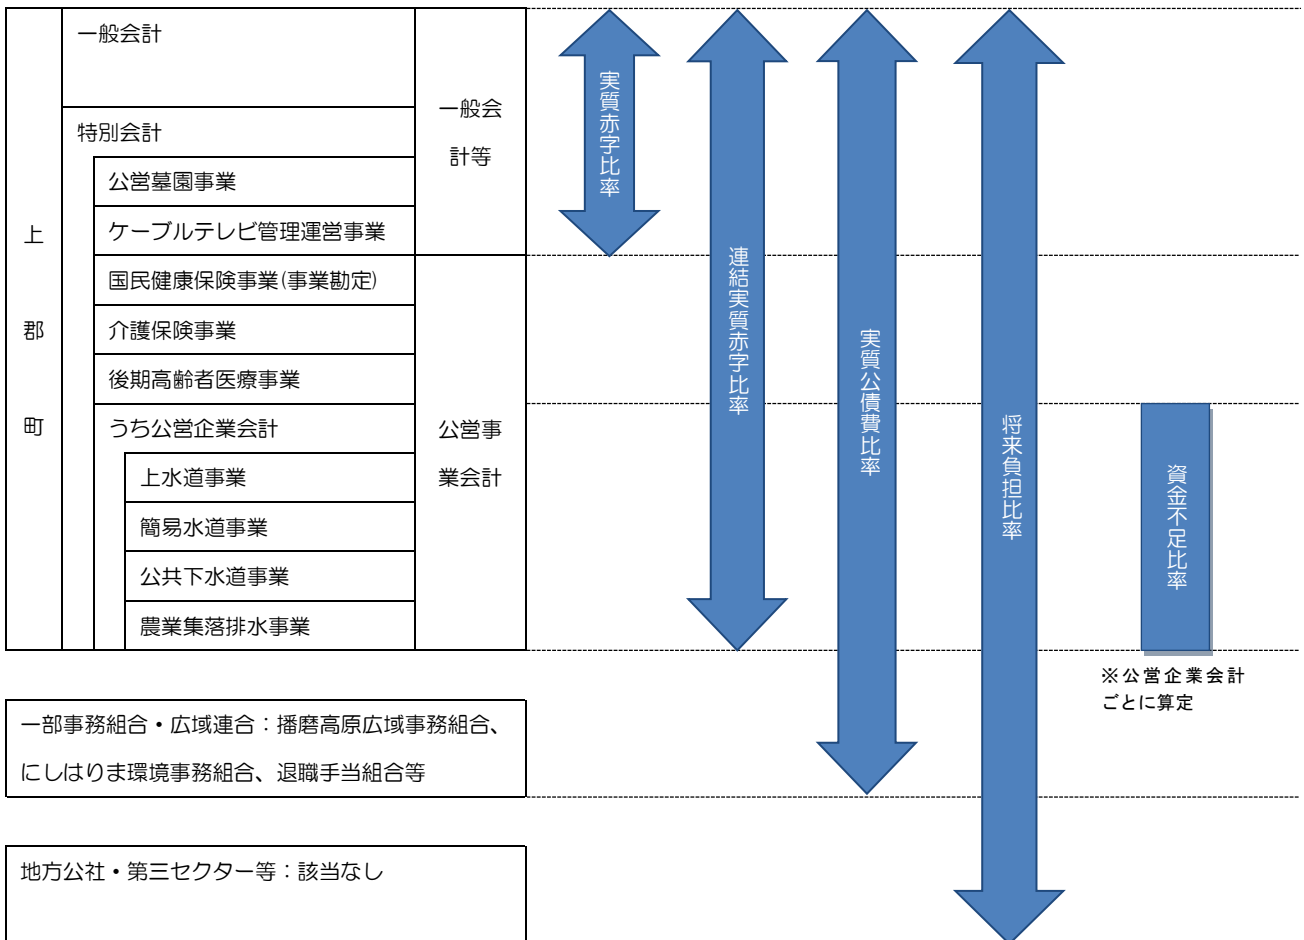 上郡町
一般会計
特別会計
公営墓園事業
ケーブルテレビ管理運営事業
国民健康保険事業(事業勘定)
介護保険事業
後期高齢者医療事業
うち公営企業会計
上水道事業
簡易水道事業
公共下水道事業
農業集落排水事業
一般会
計等
公営事
業会計
実質赤字比率
連結実質赤字比率
実質公債費比率
将来負担比率
資金不足比率
※公営企業会計
ごとに算定
一部事務組合・広域連合：播磨高原広域事務組合、
にしはりま環境事務組合、退職手当組合等
地方公社・第三セクター等：該当なし